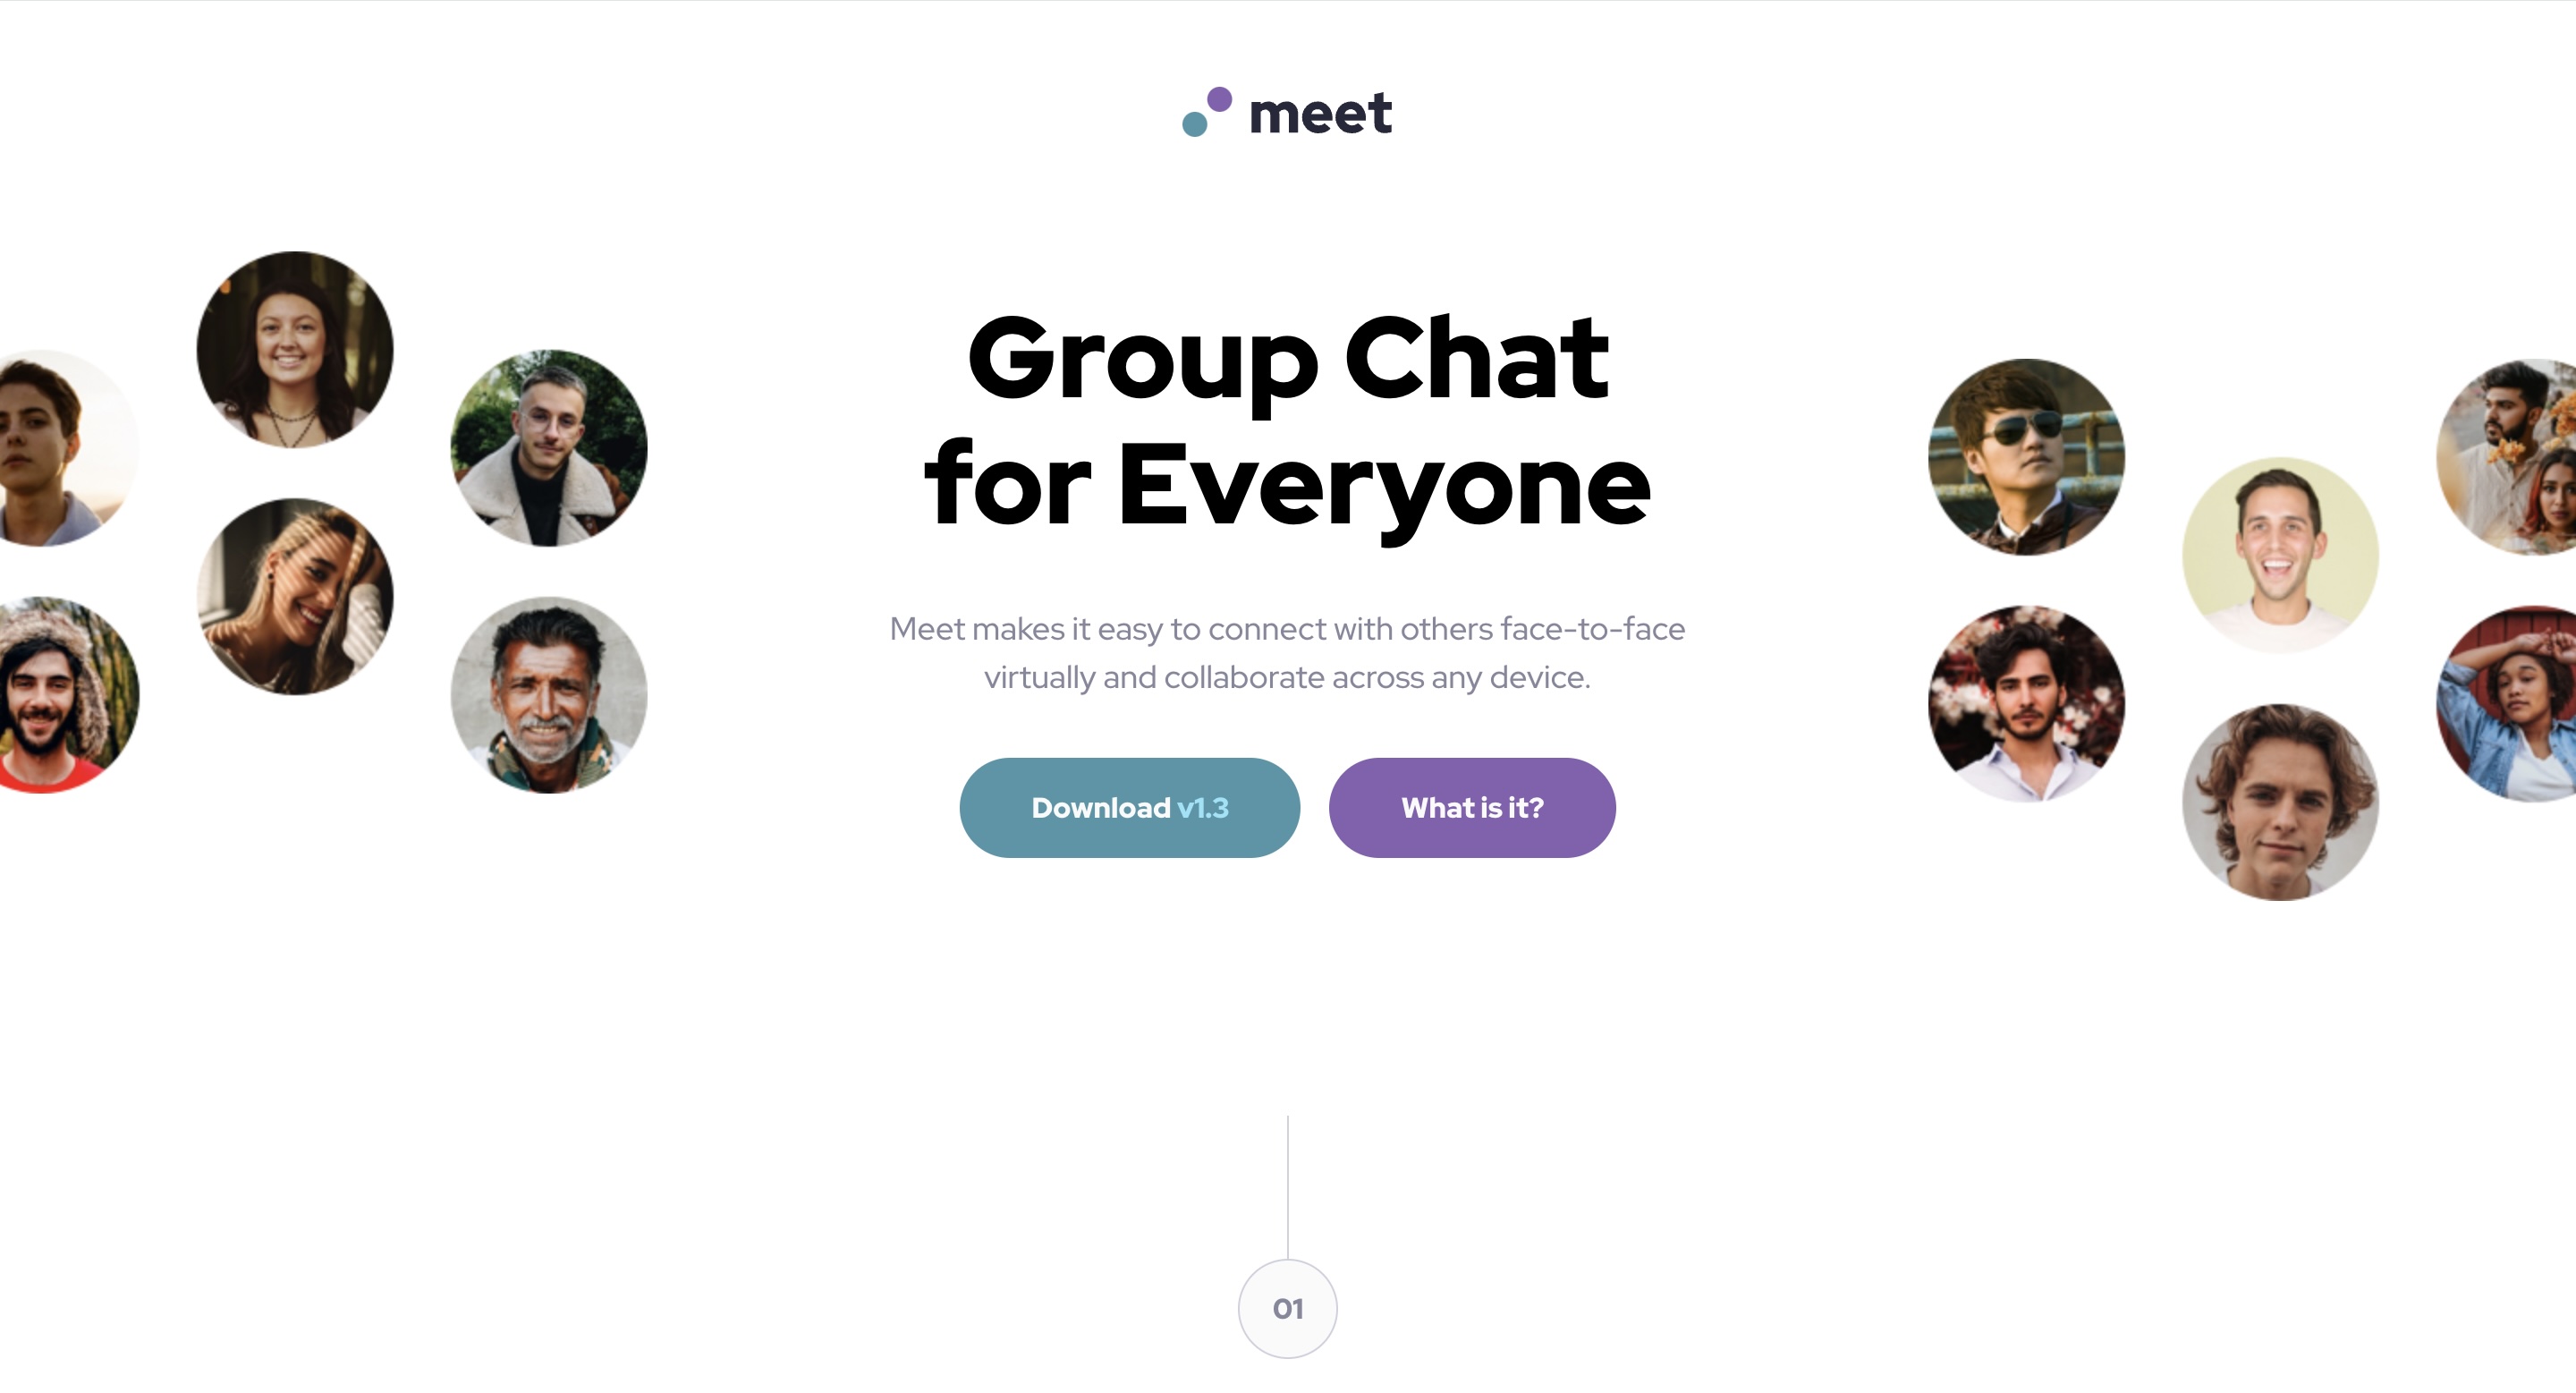 meet
Group Chat
for Everyone
Meet makes it easy to connect with others face-to-face
virtually and collaborate across any device.
Download v1.3
What is it?
01